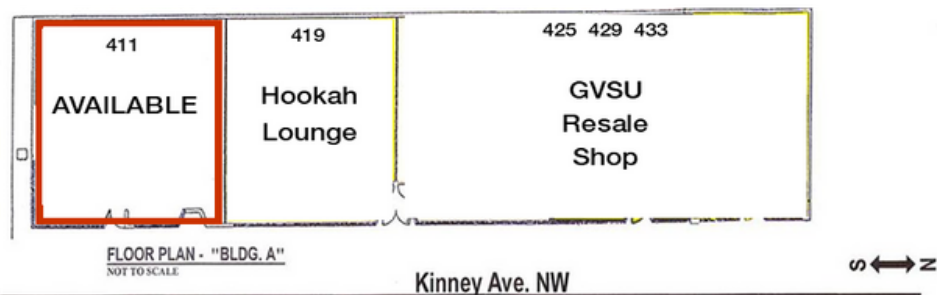 411
AVAILABLE
419
Hookah
Lounge
425 429 433
GVSU
Resale
Shop
FLOOR PLAN - "BLDG. A"
NOT TO SCALE
Kinney Ave. NW
S N